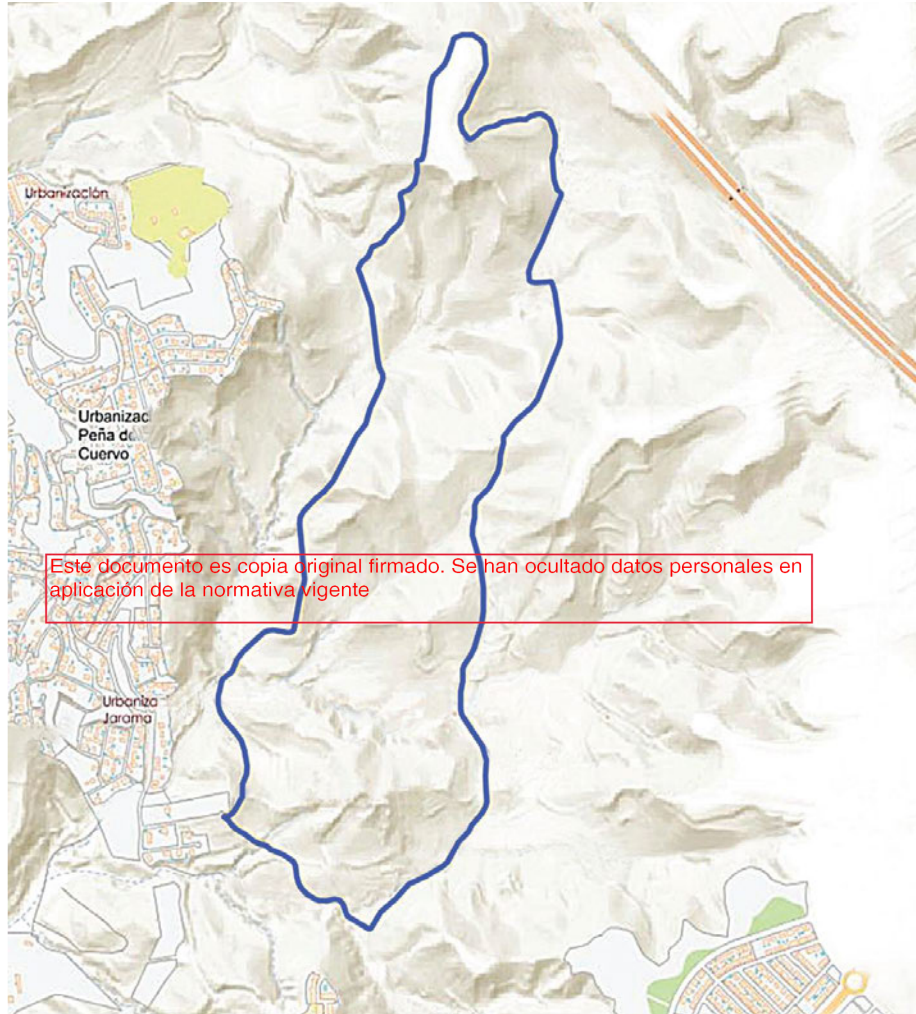 Urbanización
Urbanizac
Peña de
Cuervo
Este documento es copia original firmado. Se han ocultado datos personales en
aplicación de la normativa vigente
Urbaniza
Jarama